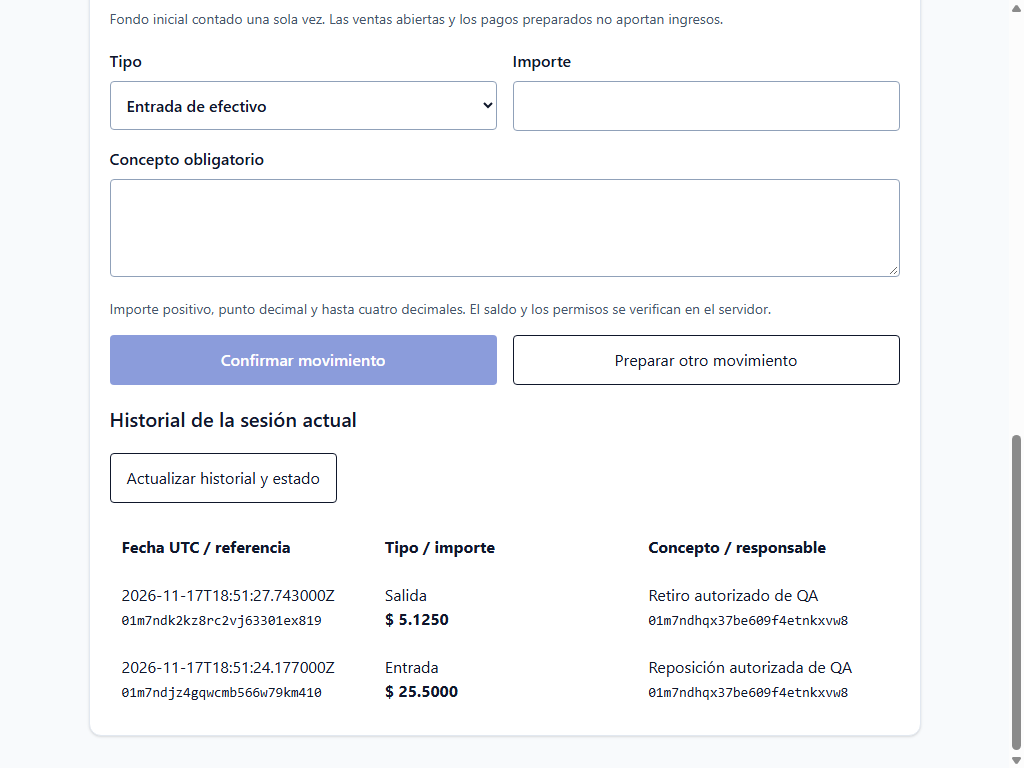 Fondo inicial contado una sola vez. Las ventas abiertas y los pagos preparados no aportan ingresos.
Tipo
Importe
Entrada de efectivo
Concepto obligatorio
Importe positivo, punto decimal y hasta cuatro decimales. El saldo y los permisos se verifican en el servidor.
Confirmar movimiento
Preparar otro movimiento
Historial de la sesión actual
Actualizar historial y estado
Fecha UTC / referencia
Tipo / importe
Concepto / responsable
2026-11-17T18:51:27.743000Z
Salida
Retiro autorizado de QA
01m7ndk2kz8rc2vj63301ex819
$ 5.1250
01m7ndhqx37be609f4etnkxvw8
2026-11-17T18:51:24.177000Z
Entrada
Reposición autorizada de QA
01m7ndjz4gqwcmb566w79km410
$ 25.5000
01m7ndhqx37be609f4etnkxvw8